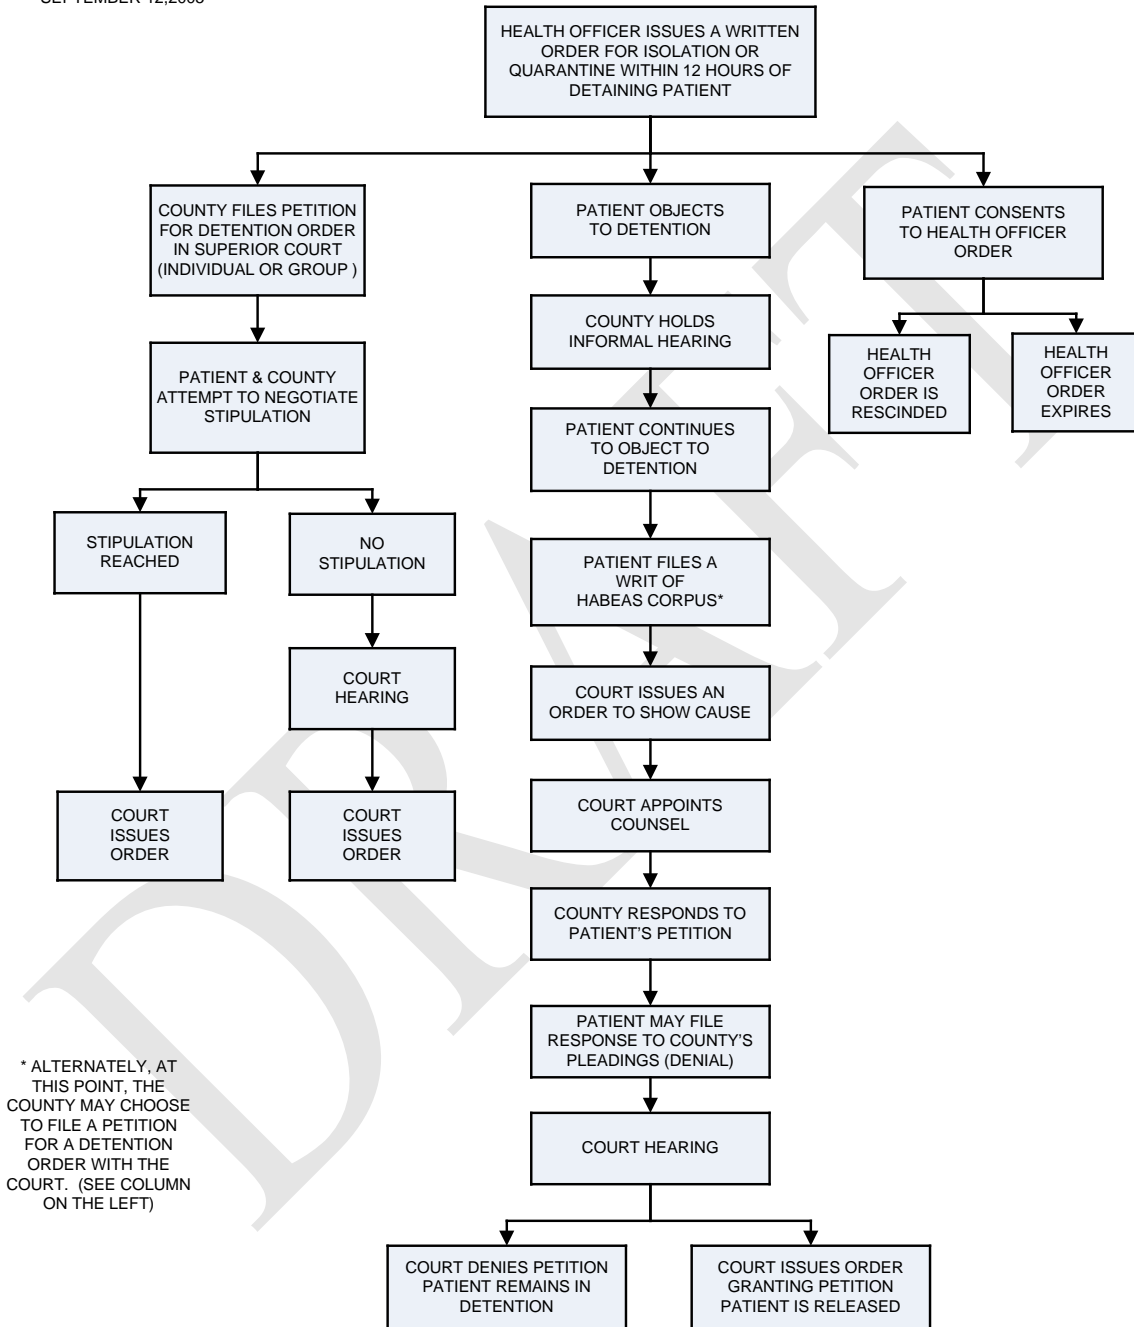 HEALTH OFFICER ISSUES A WRITTEN
ORDER FOR ISOLATION OR
QUARANTINE WITHIN 12 HOURS OF
DETAINING PATIENT
COUNTY FILES PETITION
FOR DETENTION ORDER
IN SUPERIOR COURT
(INDIVIDUAL OR GROUP )
PATIENT OBJECTS
TO DETENTION
PATIENT CONSENTS
TO HEALTH OFFICER
ORDER
COUNTY HOLDS
INFORMAL HEARING
HEALTH
OFFICER
ORDER IS
RESCINDED
HEALTH
OFFICER
ORDER
EXPIRES
PATIENT & COUNTY
ATTEMPT TO NEGOTIATE
STIPULATION
PATIENT CONTINUES
TO OBJECT TO
DETENTION
STIPULATION
REACHED
NO
STIPULATION
PATIENT FILES A
WRIT OF
HABEAS CORPUS*
COURT
HEARING
COURT ISSUES AN
ORDER TO SHOW CAUSE
COURT
ISSUES
ORDER
COURT
ISSUES
ORDER
COURT APPOINTS
COUNSEL
COUNTY RESPONDS TO
PATIENT'S PETITION
PATIENT MAY FILE
RESPONSE TO COUNTY'S
PLEADINGS (DENIAL)
* ALTERNATELY, AT
THIS POINT, THE
COUNTY MAY CHOOSE
TO FILE A PETITION
FOR A DETENTION
ORDER WITH THE
COURT.  (SEE COLUMN
ON THE LEFT)
COURT HEARING
COURT DENIES PETITION
PATIENT REMAINS IN
DETENTION
COURT ISSUES ORDER
GRANTING PETITION
PATIENT IS RELEASED
DRAFT